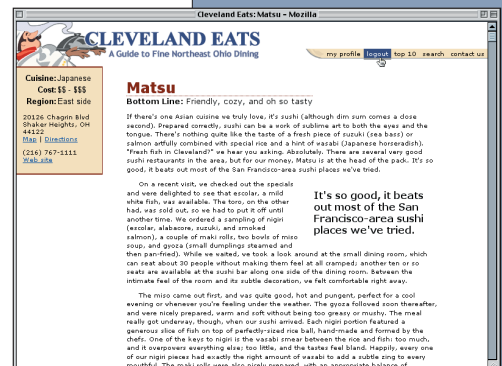 Cleveland Eats: Matsu - Mozilla
CLEVELAND EATS
A Guide to Fine Northeast Ohio Dining
my profile logout top 10 search contact us
Cuisine: Japanese
Cost: $$ - $$$
Region: East side
20126 Chagrin Blvd
Shaker Heights, OH
44122
Map | Directions
(216) 767-1111
Web site
Matsu
Bottom Line: Friendly, cozy, and oh so tasty
If there's one Asian cuisine we truly love, it's sushi (although dim sum comes a close
second). Prepared correctly, sushi can be a work of sublime art to both the eyes and the
tongue. There's nothing quite like the taste of a fresh piece of suzuki (sea bass) or
salmon artfully combined with special rice and a hint of wasabi (Japanese horseradish).
"Fresh fish in Cleveland?" we hear you asking. Absolutely. There are several very good
sushi restaurants in the area, but for our money, Matsu is at the head of the pack. It's so
good, it beats most of the San Francisco-area sushi places we've tried.
On a recent visit, we checked out the specials
and were delighted to see that escolar, a mild
white fish, was available. The toro, on the other
had, was sold out, so we had to put it off until
another time. We ordered a sampling of nigiri
(escolar, alabacore, suzuki, and smoked
salmon), a couple of maki rolls, two bowls of miso
soup, and gyoza (small dumplings steamed and
then pan-fried). While we waited, we took a look around at the small dining room, which
can seat about 30 people without making them feel at all cramped; another ten or so
seats are available at the sushi bar along one side of the dining room. Between the
intimate feel of the room and its subtle decoration, we felt comfortable right away.
It's so good, it beats
out most of the San
Francisco-area sushi
places we've tried.
The miso came out first, and was quite good, hot and pungent, perfect for a cool
evening or whenever you're feeling under the weather. The gyoza followed soon thereafter,
and were nicely prepared, warm and soft without being too greasy or mushy. The meal
really got underway, though, when our sushi arrived. Each nigiri portion featured a
generous slice of fish on top of perfectly-sized rice ball, hand-made and formed by the
chefs. One of the keys to nigiri is the wasabi smear between the rice and fish: too much,
and it overpowers everything else; too little, and the tastes feel bland. Happily, every one
of our nigiri pieces had exactly the right amount of wasabi to add a subtle zing to every
mouthful. The maki rolls were also nicely prepared, with an appropriate balance of